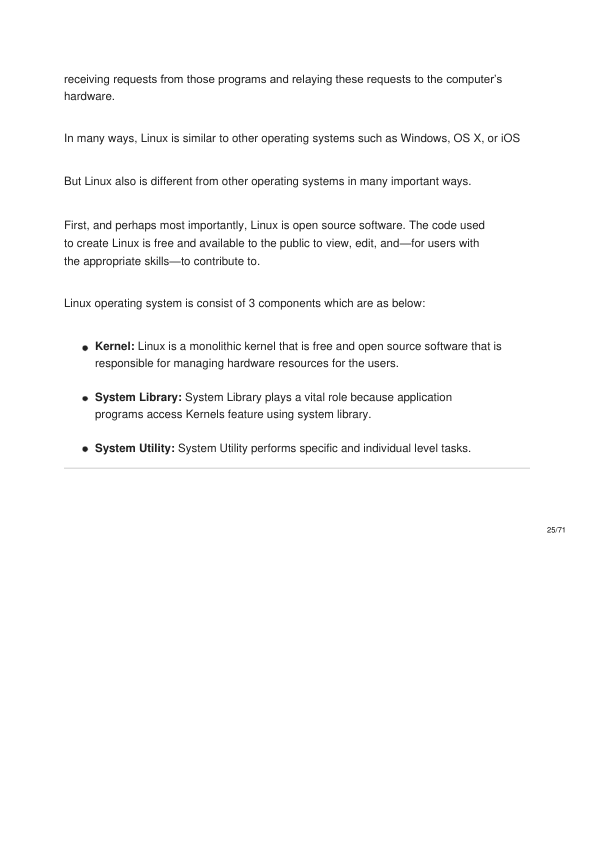 receiving requests from those programs and relaying these requests to the computer’s
hardware.
In many ways, Linux is similar to other operating systems such as Windows, OS X, or iOS
But Linux also is different from other operating systems in many important ways.
First, and perhaps most importantly, Linux is open source software. The code used
to create Linux is free and available to the public to view, edit, and—for users with
the appropriate skills—to contribute to.
Linux operating system is consist of 3 components which are as below:
● Kernel: Linux is a monolithic kernel that is free and open source software that is
responsible for managing hardware resources for the users.
● System Library: System Library plays a vital role because application
programs access Kernels feature using system library.
● System Utility: System Utility performs specific and individual level tasks.
25/71